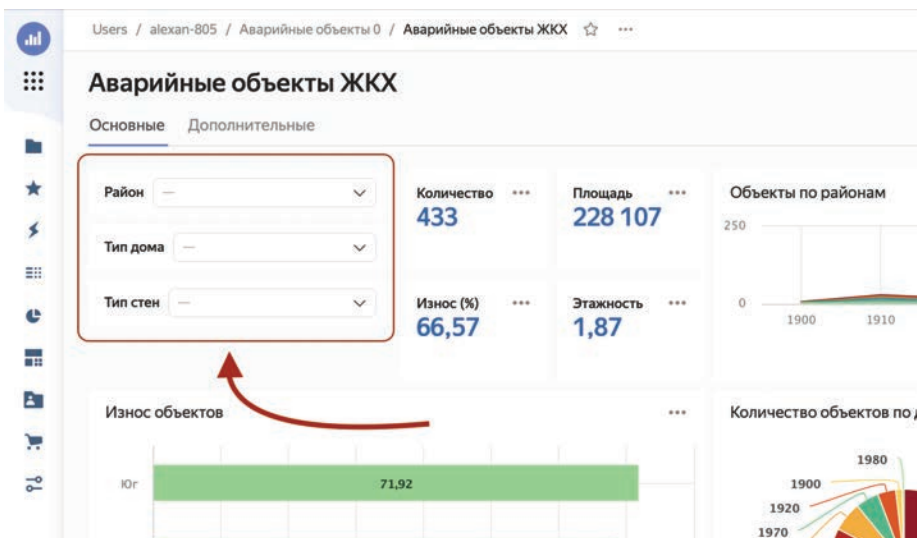 Users / alexan-805 / Аварийные объекты 0 / Аварийные объекты ЖКХ
Аварийные объекты ЖКХ
Основные Дополнительные
Район —
Тип дома —
Тип стен —
Количество
433
Площадь
228 107
Износ (%)
66,57
Этажность
1,87
Объекты по районам
250
0
1900 1910
Износ объектов
Юг 71,92
Количество объектов по
1980
1900
1920
1970